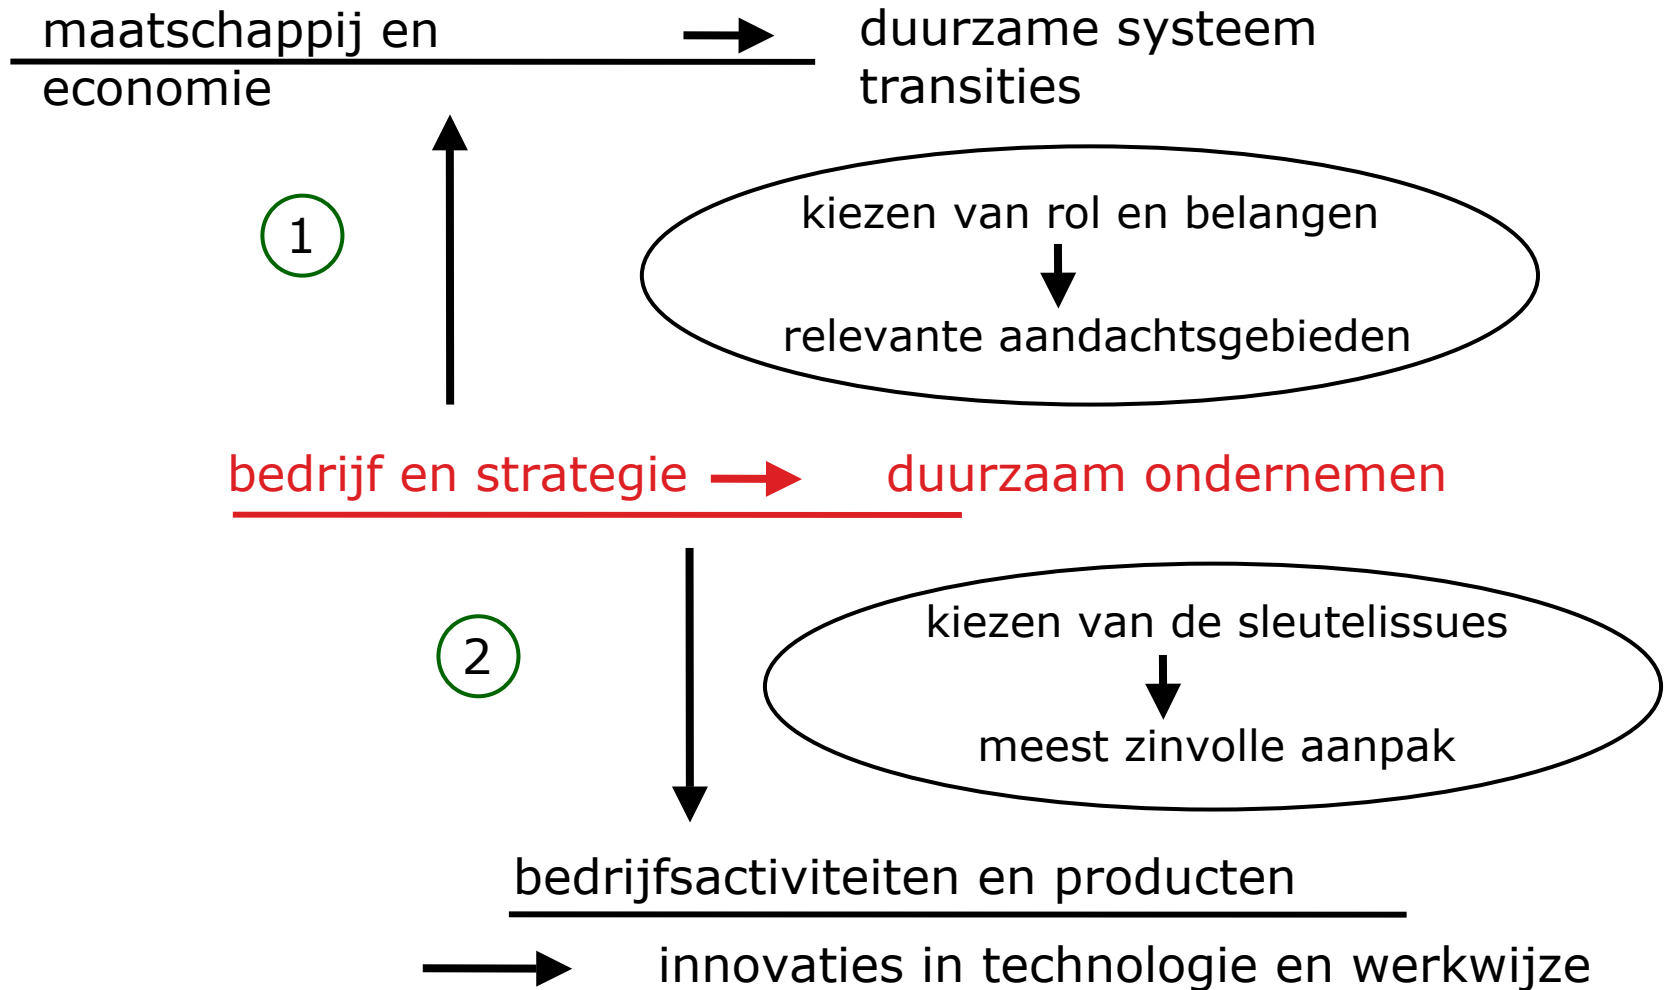 maatschappij en
economie
duurzame systeem
transities
1
kiezen van rol en belangen
relevante aandachtsgebieden
bedrijf en strategie
duurzaam ondernemen
2
kiezen van de sleutelissues
meest zinvolle aanpak
bedrijfsactiviteiten en producten
innovaties in technologie en werkwijze